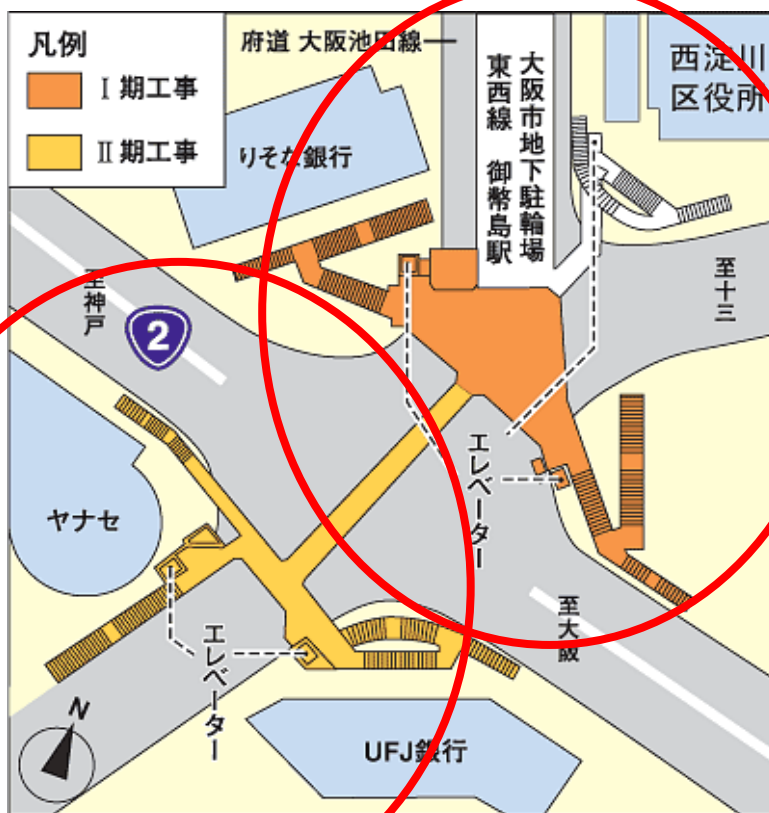 凡例
Ⅰ期工事
Ⅱ期工事
府道 大阪池田線
りそな銀行
大阪市地下駐輪場
東西線 御幣島駅
西淀川
区役所
至十三
至神戸
2
エレベーター
ヤナセ
エレベーター
至大阪
UFJ銀行
N